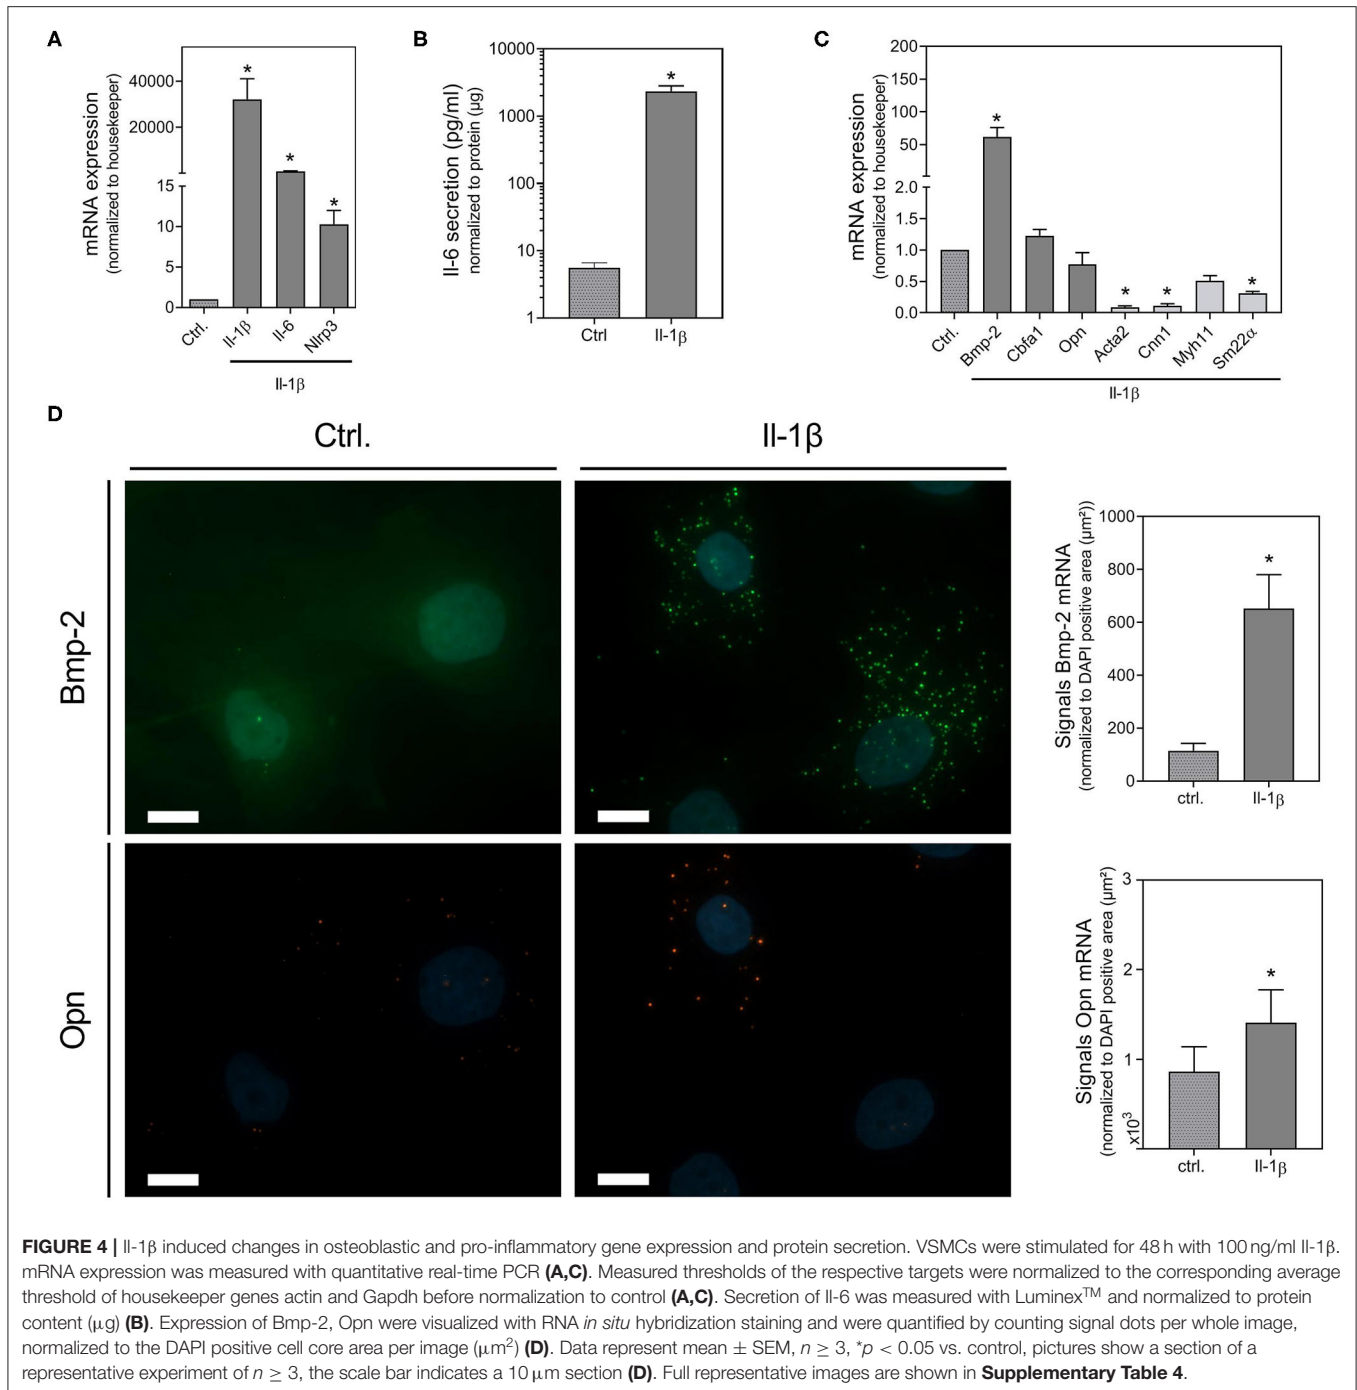 A
mRNA expression
(normalized to housekeeper)
40000
20000
15
10
5
0
*
*
*
Ctrl.
Il-1β
Il-6
Nlrp3
Il-1β
B
Il-6 secretion (pg/ml)
normalized to protein (µg)
10000
1000
100
10
1
*
Ctrl
Il-1β
C
mRNA expression
(normalized to housekeeper)
200
150
100
50
2.0
1.5
1.0
0.5
0.0
*
*
*
*
Ctrl.
Bmp-2
Cbfa1
Opn
Acta2
Cnn1
Myh11
Sm22α
Il-1β
D
Ctrl.
Il-1β
Bmp-2
Signals Bmp-2 mRNA
(normalized to DAPI positive area (µm²))
1000
800
600
400
200
0
*
ctrl.
Il-1β
Opn
Signals Opn mRNA
(normalized to DAPI positive area (µm²)
x10³
3
2
1
*
ctrl.
Il-1β
FIGURE 4 | Il-1β induced changes in osteoblastic and pro-inflammatory gene expression and protein secretion. VSMCs were stimulated for 48 h with 100 ng/ml Il-1β.
mRNA expression was measured with quantitative real-time PCR (A,C). Measured thresholds of the respective targets were normalized to the corresponding average
threshold of housekeeper genes actin and Gapdh before normalization to control (A,C). Secretion of Il-6 was measured with Luminex™ and normalized to protein
content (µg) (B). Expression of Bmp-2, Opn were visualized with RNA in situ hybridization staining and were quantified by counting signal dots per whole image,
normalized to the DAPI positive cell core area per image (µm²) (D). Data represent mean ± SEM, n ≥ 3, *p < 0.05 vs. control, pictures show a section of a
representative experiment of n ≥ 3, the scale bar indicates a 10 µm section (D). Full representative images are shown in Supplementary Table 4.